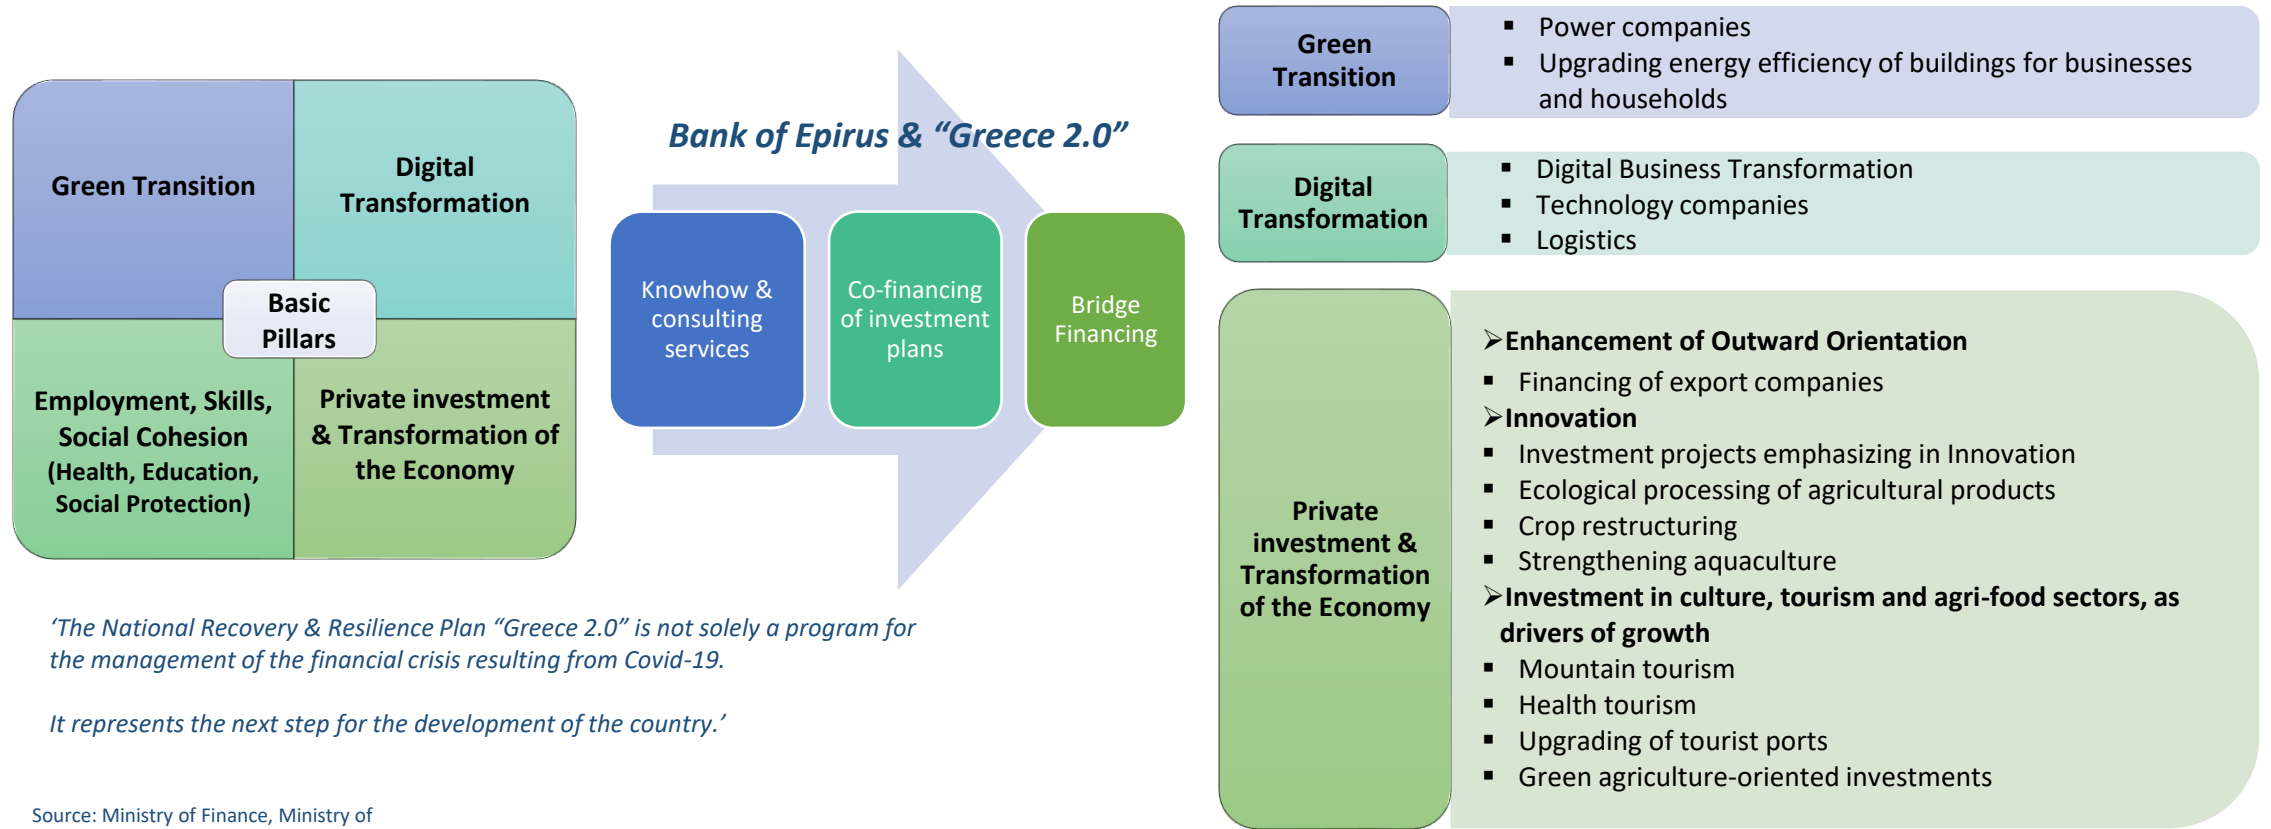 Green Transition
Digital
Transformation
Basic
Pillars
Employment, Skills,
Social Cohesion
(Health, Education,
Social Protection)
Private investment
& Transformation of
the Economy
Bank of Epirus & “Greece 2.0”
Knowhow &
consulting
services
Co-financing
of investment
plans
Bridge
Financing
‘The National Recovery & Resilience Plan “Greece 2.0” is not solely a program for
the management of the financial crisis resulting from Covid-19.
It represents the next step for the development of the country.’
Source: Ministry of Finance, Ministry of
Green
Transition
▪ Power companies
▪ Upgrading energy efficiency of buildings for businesses
and households
Digital
Transformation
▪ Digital Business Transformation
▪ Technology companies
▪ Logistics
Private
investment &
Transformation
of the Economy
➢Enhancement of Outward Orientation
▪ Financing of export companies
➢Innovation
▪ Investment projects emphasizing in Innovation
▪ Ecological processing of agricultural products
▪ Crop restructuring
▪ Strengthening aquaculture
➢Investment in culture, tourism and agri-food sectors, as
drivers of growth
▪ Mountain tourism
▪ Health tourism
▪ Upgrading of tourist ports
▪ Green agriculture-oriented investments